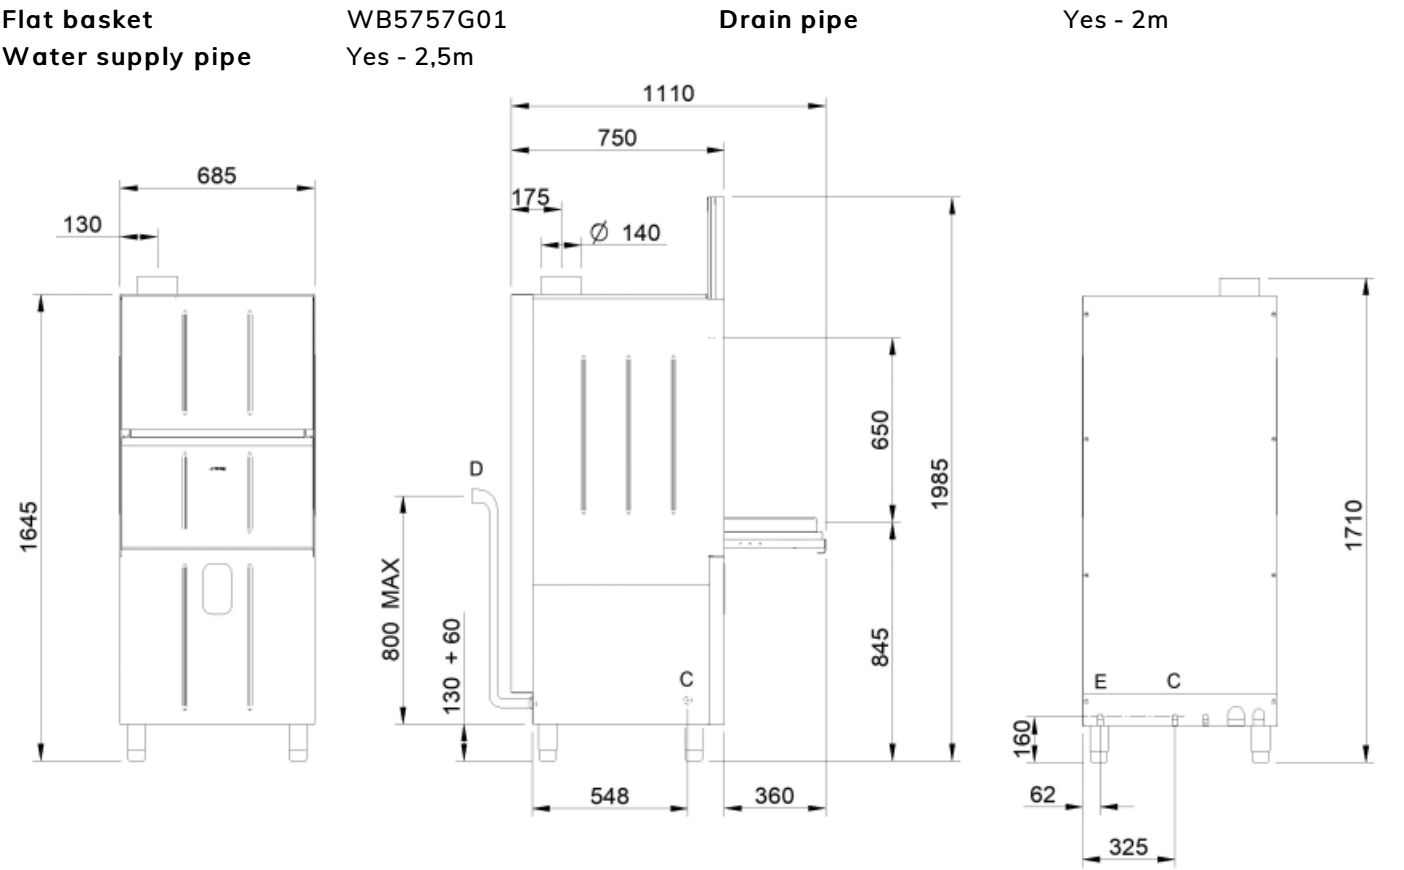 Flat basket WB5757G01 Drain pipe Yes - 2m
Water supply pipe Yes - 2,5m
1110
750
685
175
130
Ø 140
650
D
1985
1645
1710
800 MAX
130 + 60
845
C
E C
160
548
360
62
325